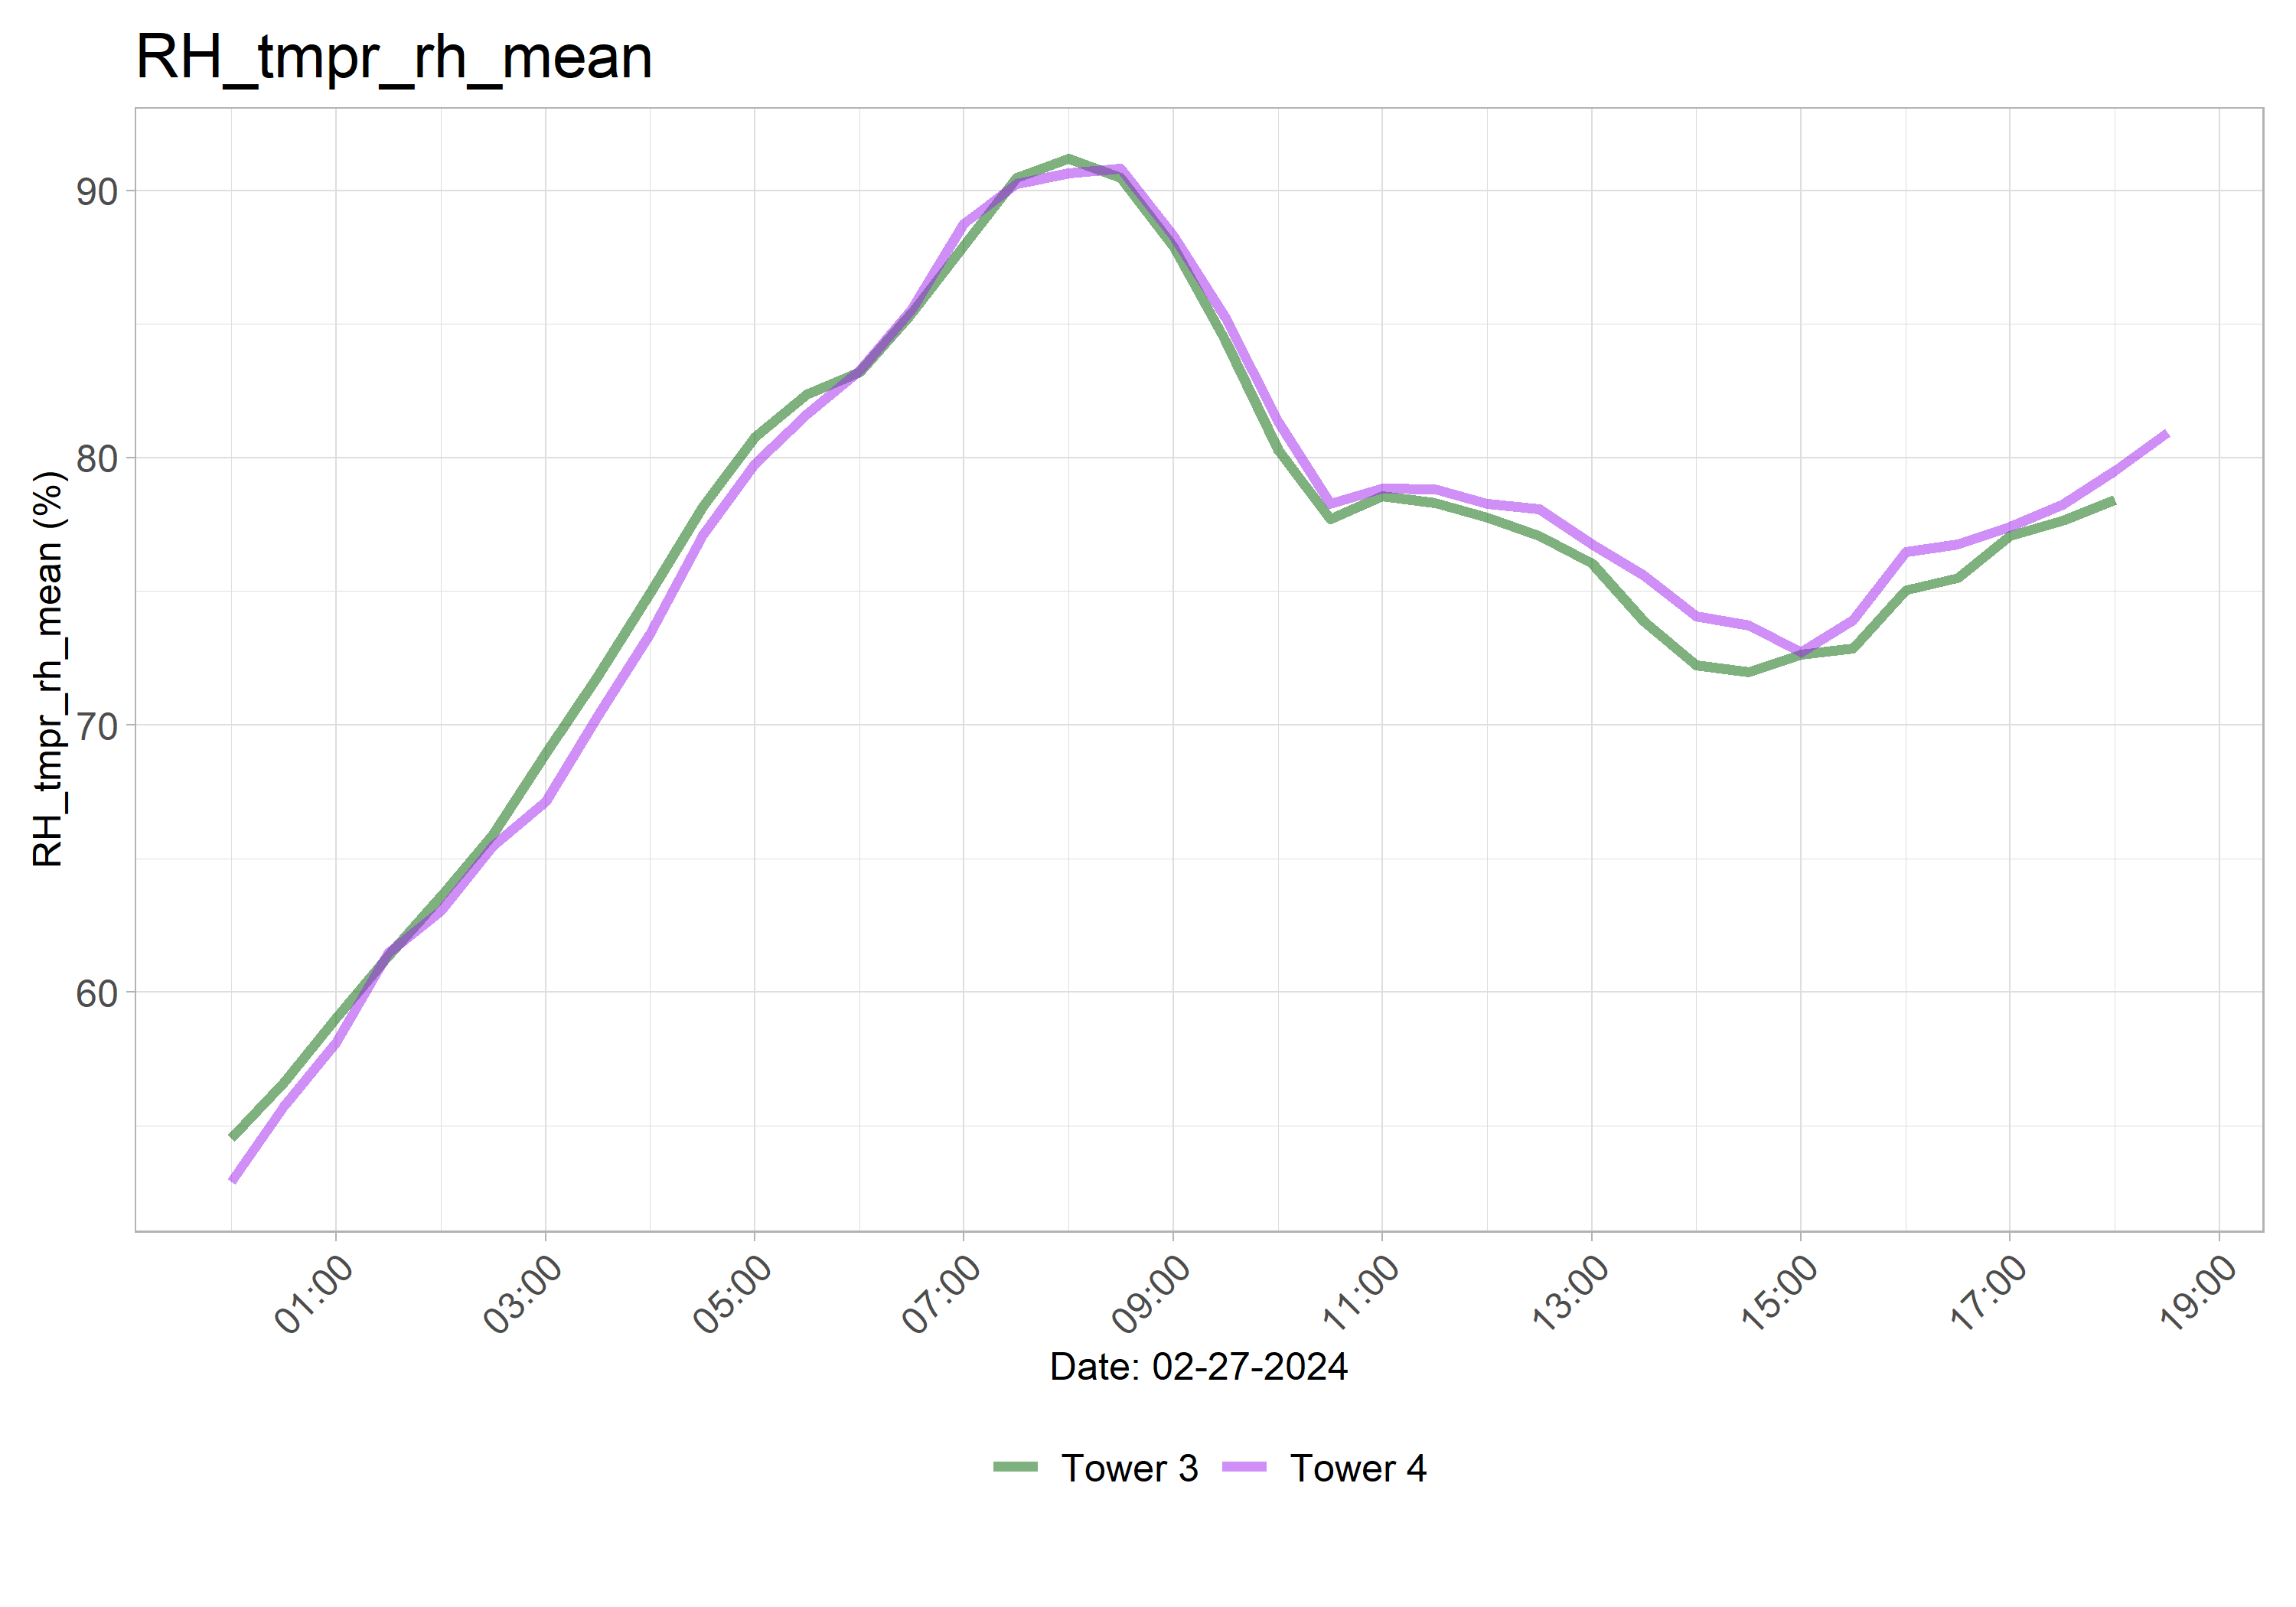 RH_tmpr_rh_mean
RH_tmpr_rh_mean (%)
90
80
70
60
01:00
03:00
05:00
07:00
09:00
11:00
13:00
15:00
17:00
19:00
Date: 02-27-2024
Tower 3
Tower 4